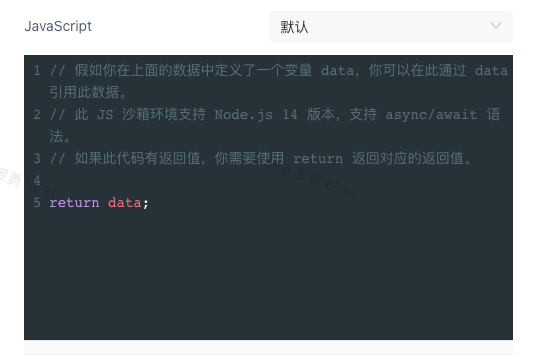 JavaScript
默认
1 // 假如你在上面的数据中定义了一个变量 data，你可以在此通过 data
引用此数据。
2 // 此 JS 沙箱环境支持 Node.js 14 版本，支持 async/await 语
法。
3 // 如果此代码有返回值，你需要使用 return 返回对应的返回值。
4
5 return data;